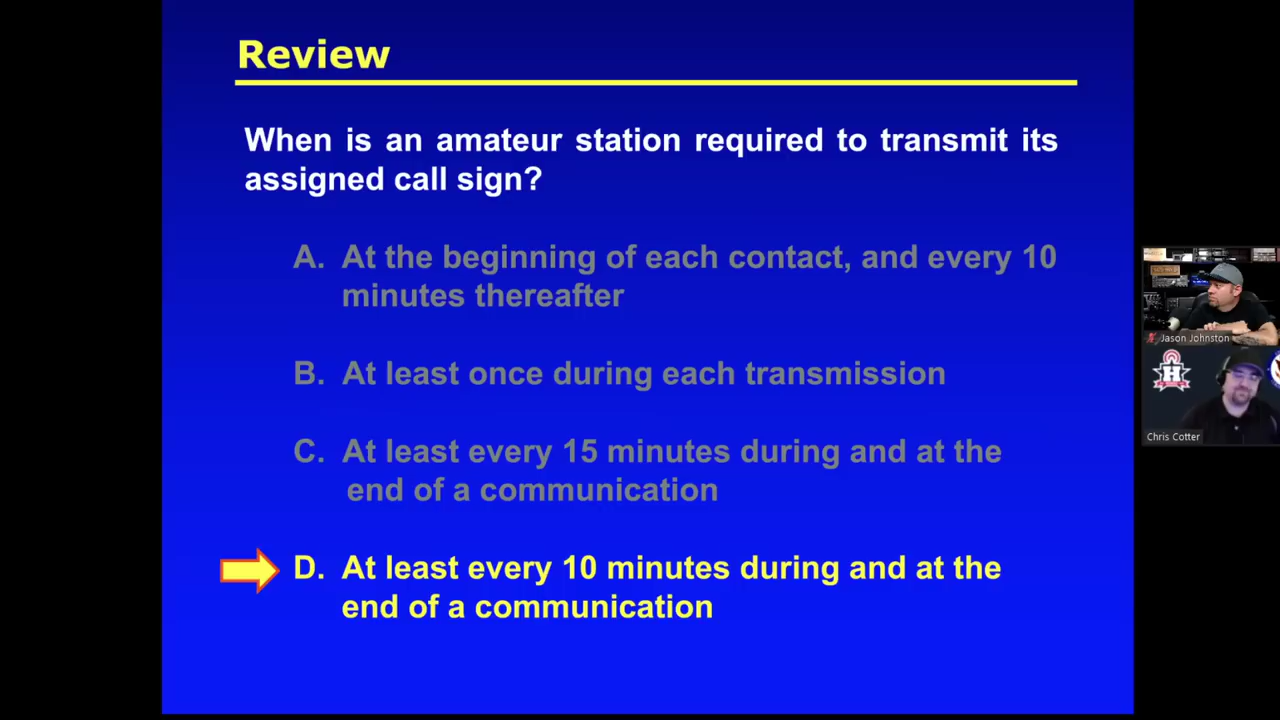 Review
When is an amateur station required to transmit its
assigned call sign?
A. At the beginning of each contact, and every 10
minutes thereafter
B. At least once during each transmission
C. At least every 15 minutes during and at the
end of a communication
D. At least every 10 minutes during and at the
end of a communication
Jason Johnston
H
Chris Cotter